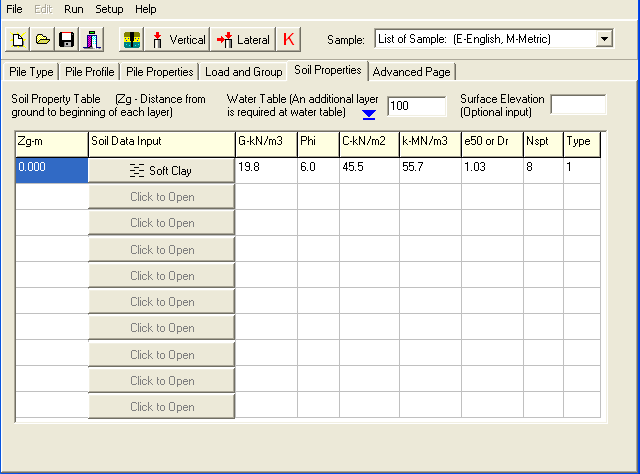 File Edit Run Setup Help
Vertical Lateral K Sample: List of Sample: (E-English, M-Metric)
Pile Type Pile Profile Pile Properties Load and Group Soil Properties Advanced Page
Soil Property Table (Zg - Distance from
ground to beginning of each layer)
Water Table (An additional layer
is required at water table)
100
Surface Elevation
(Optional input)
Zg-m Soil Data Input G-kN/m3 Phi C-kN/m2 k-MN/m3 e50 or Dr Nspt Type
0.000 Soft Clay 19.8 6.0 45.5 55.7 1.03 8 1
Click to Open
Click to Open
Click to Open
Click to Open
Click to Open
Click to Open
Click to Open
Click to Open
Click to Open